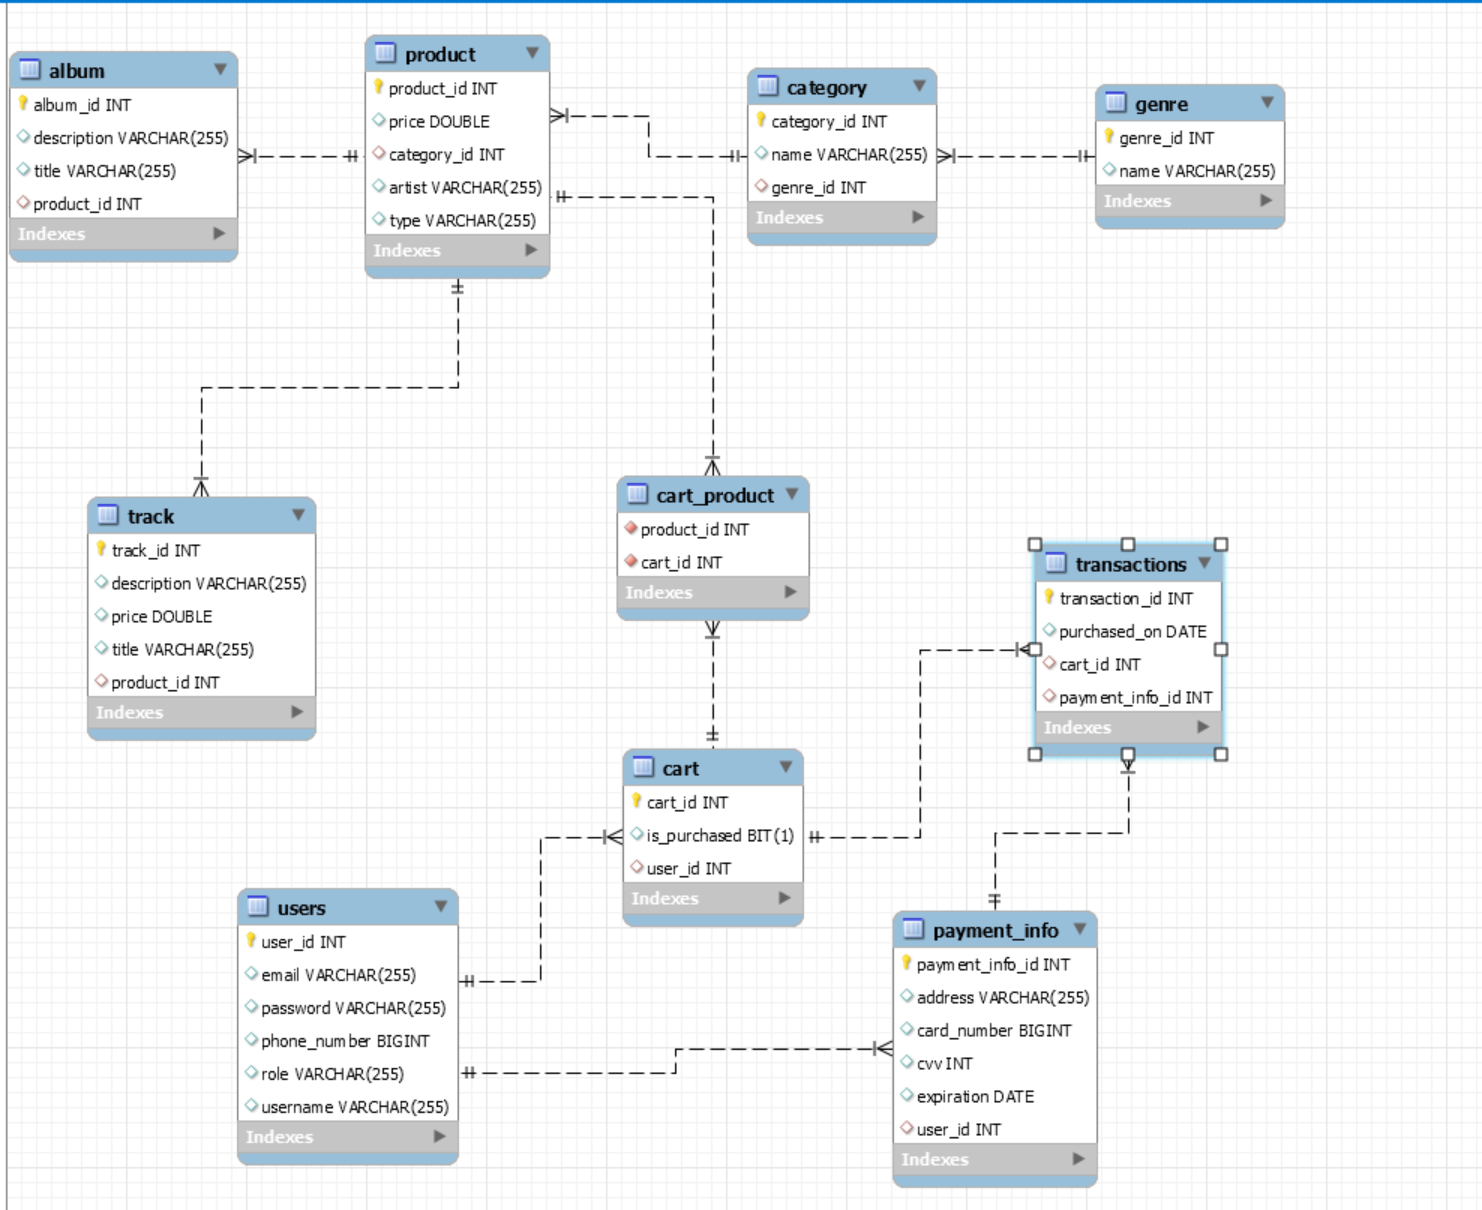 album
album_id INT
description VARCHAR(255)
title VARCHAR(255)
product_id INT
Indexes
product
product_id INT
price DOUBLE
category_id INT
artist VARCHAR(255)
type VARCHAR(255)
Indexes
category
category_id INT
name VARCHAR(255)
genre_id INT
Indexes
genre
genre_id INT
name VARCHAR(255)
Indexes
track
track_id INT
description VARCHAR(255)
price DOUBLE
title VARCHAR(255)
product_id INT
Indexes
cart_product
product_id INT
cart_id INT
Indexes
transactions
transaction_id INT
purchased_on DATE
cart_id INT
payment_info_id INT
Indexes
cart
cart_id INT
is_purchased BIT(1)
user_id INT
Indexes
users
user_id INT
email VARCHAR(255)
password VARCHAR(255)
phone_number BIGINT
role VARCHAR(255)
username VARCHAR(255)
Indexes
payment_info
payment_info_id INT
address VARCHAR(255)
card_number BIGINT
cvv INT
expiration DATE
user_id INT
Indexes